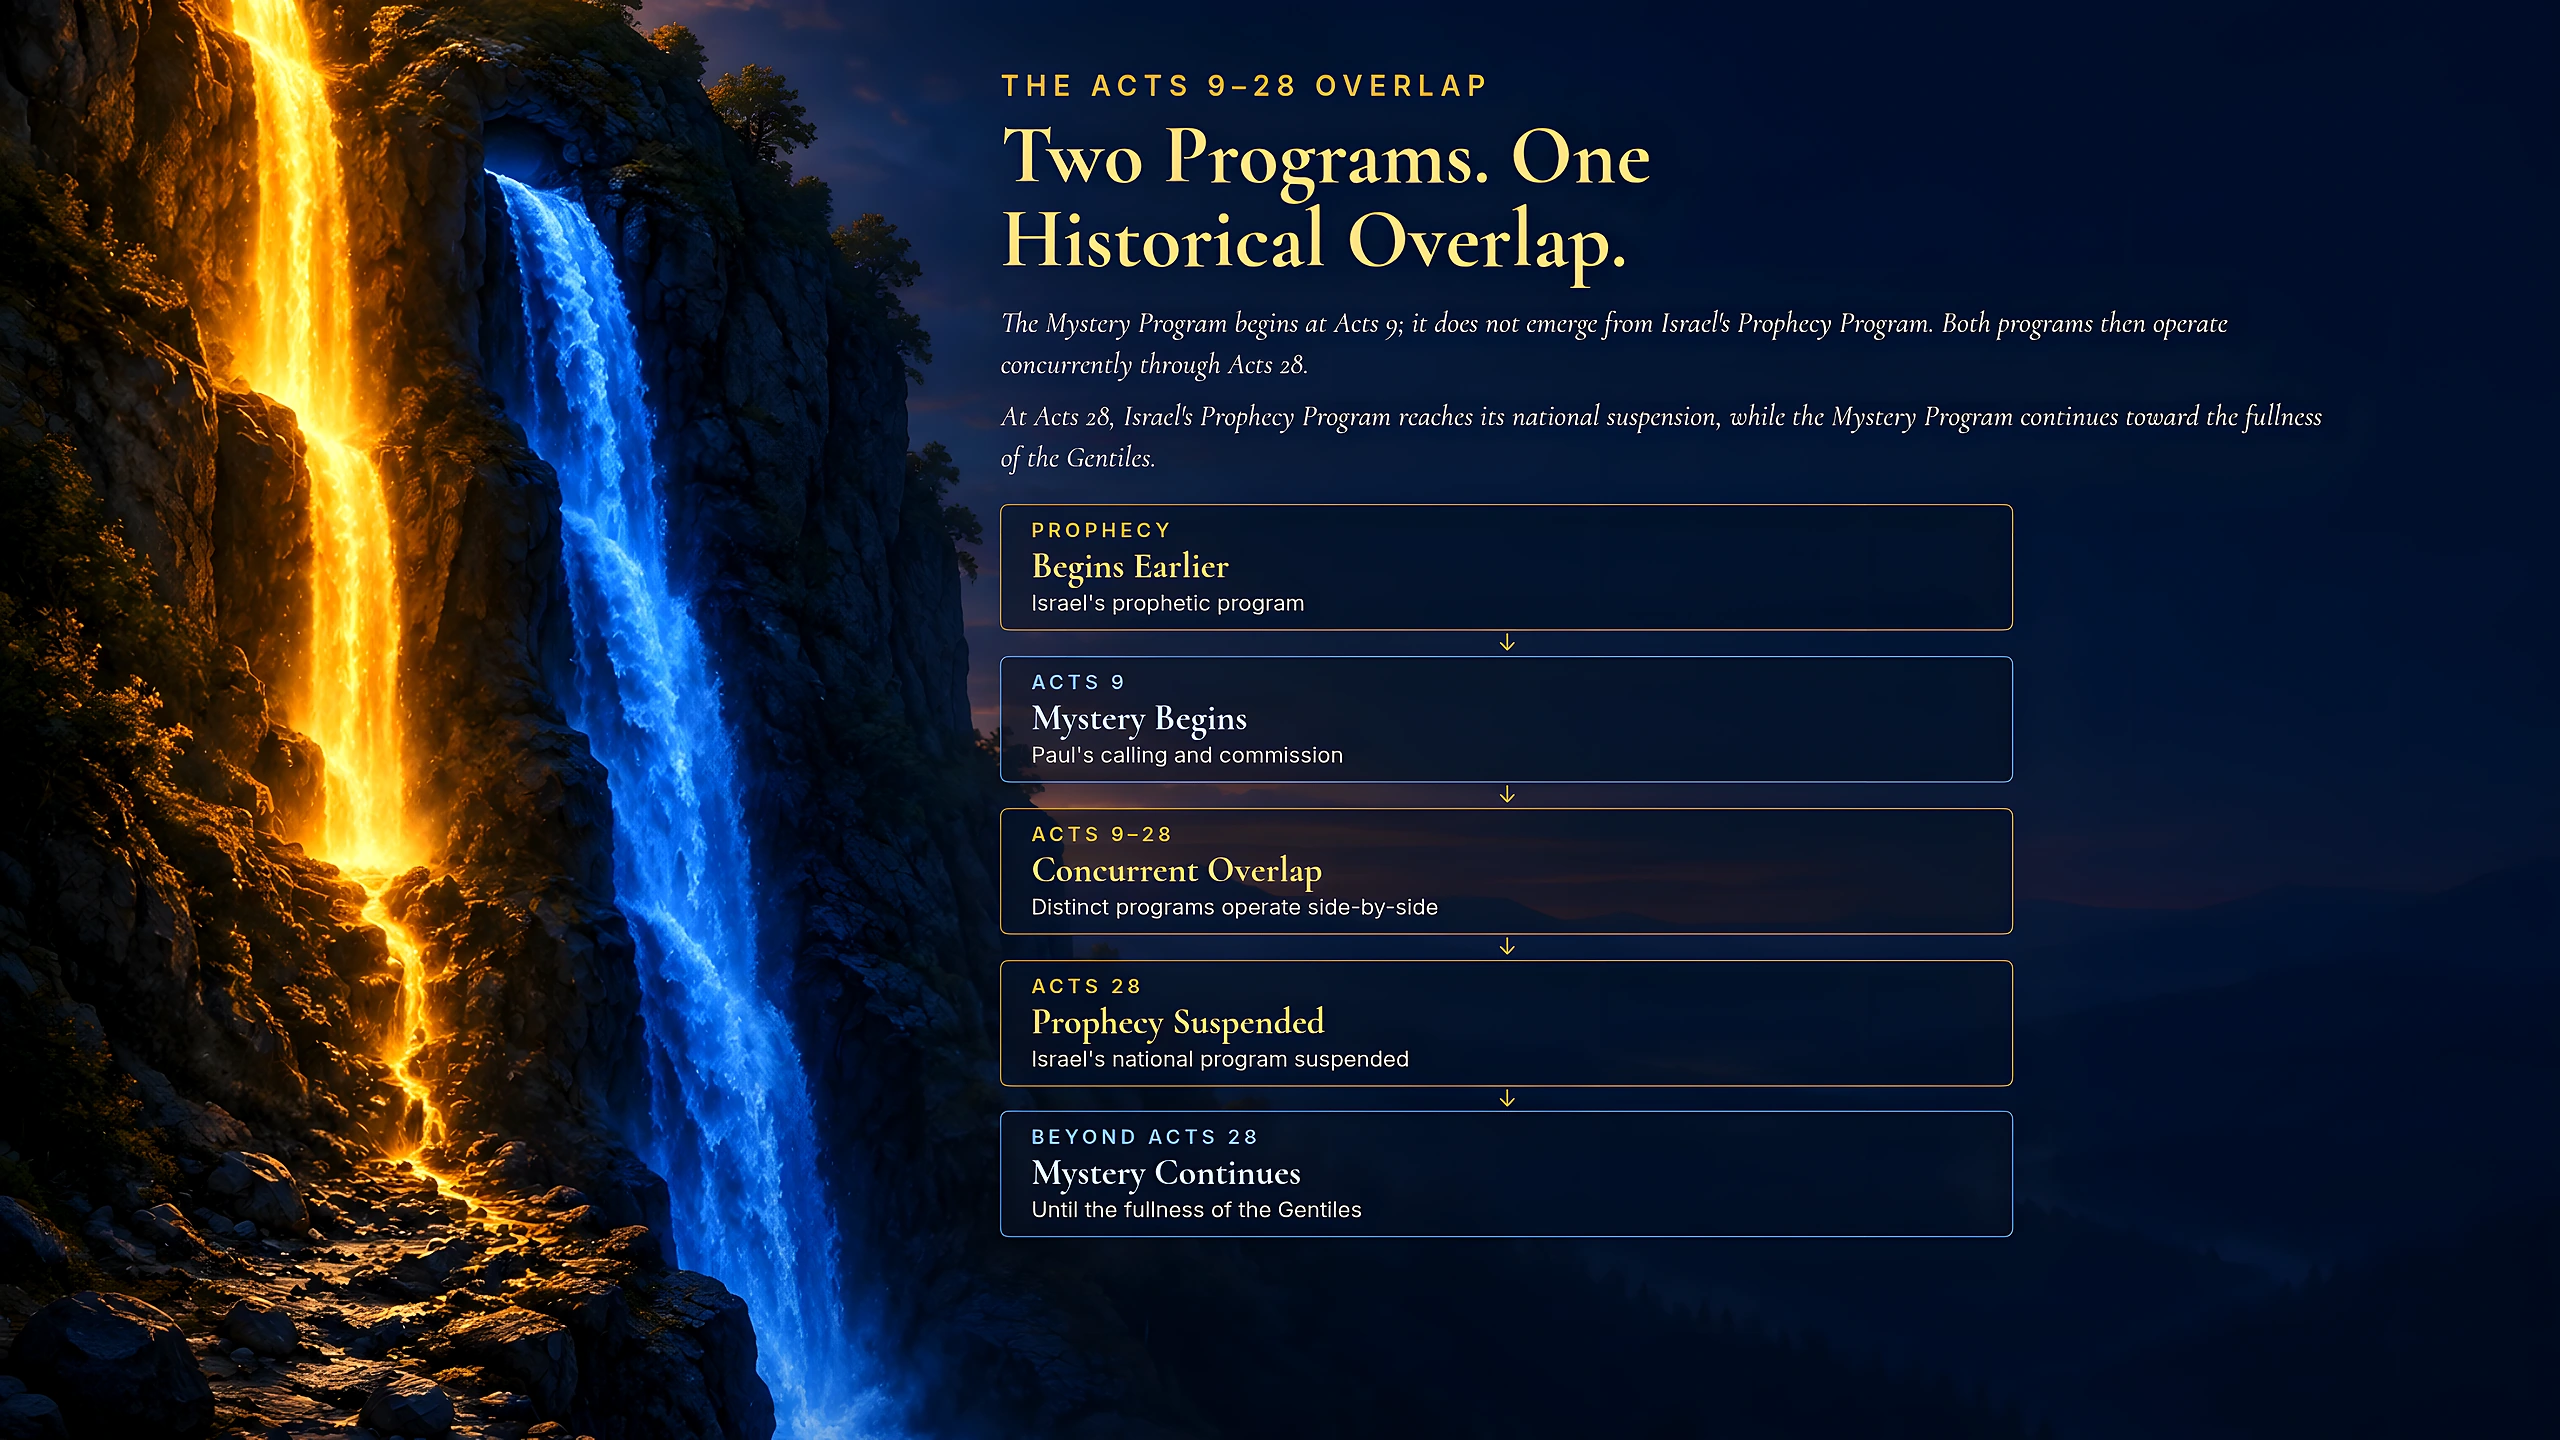 THE ACTS 9–28 OVERLAP
Two Programs. One
Historical Overlap.
The Mystery Program begins at Acts 9; it does not emerge from Israel's Prophecy Program. Both programs then operate
concurrently through Acts 28.
At Acts 28, Israel's Prophecy Program reaches its national suspension, while the Mystery Program continues toward the fullness
of the Gentiles.
PROPHECY
Begins Earlier
Israel's prophetic program
↓
ACTS 9
Mystery Begins
Paul's calling and commission
↓
ACTS 9–28
Concurrent Overlap
Distinct programs operate side-by-side
↓
ACTS 28
Prophecy Suspended
Israel's national program suspended
↓
BEYOND ACTS 28
Mystery Continues
Until the fullness of the Gentiles